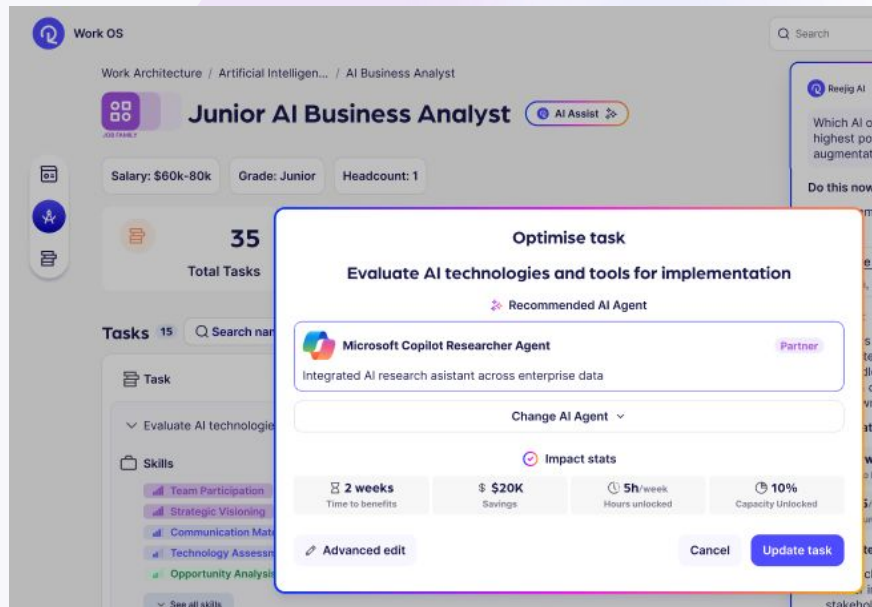 Work OS
Search
Work Architecture / Artificial Intelligen... / AI Business Analyst
Reejig AI
JOB FAMILY
Junior AI Business Analyst
AI Assist
Which AI
highest
Salary: $60k-80k
Grade: Junior
Headcount: 1
Do this now
35
Total Tasks
Optimise task
Evaluate AI technologies and tools for implementation
Recommended AI Agent
Microsoft Copilot Researcher Agent
Partner
Integrated AI research asistant across enterprise data
Change AI Agent
Impact stats
2 weeks
Time to benefits
$ $20K
Savings
5h/week
Hours unlocked
10%
Capacity Unlocked
Advanced edit
Cancel
Update task
Tasks 15
Search
Task
Evaluate AI technologie
Skills
Team Participation
Strategic Visioning
Communication Mat
Technology Assess
Opportunity Analysis
See all skills